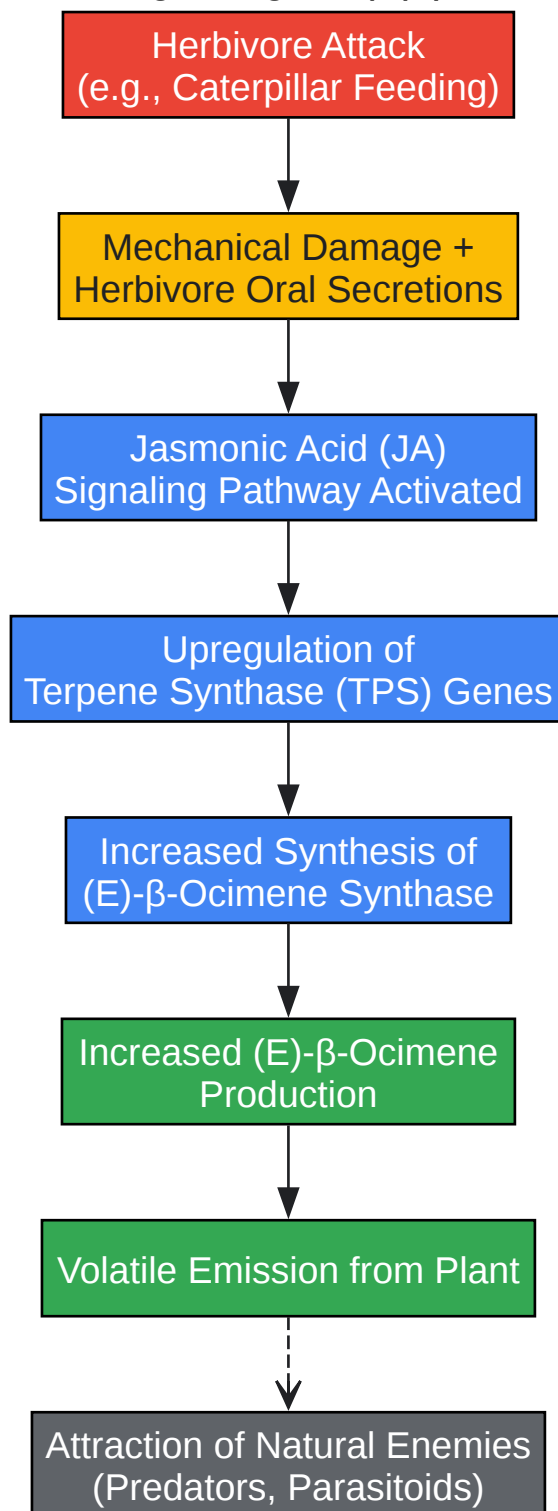 Herbivore Attack
(e.g., Caterpillar Feeding)
Mechanical Damage +
Herbivore Oral Secretions
Jasmonic Acid (JA)
Signaling Pathway Activated
Upregulation of
Terpene Synthase (TPS) Genes
Increased Synthesis of
(E)-β-Ocimene Synthase
Increased (E)-β-Ocimene
Production
Volatile Emission from Plant
Attraction of Natural Enemies
(Predators, Parasitoids)